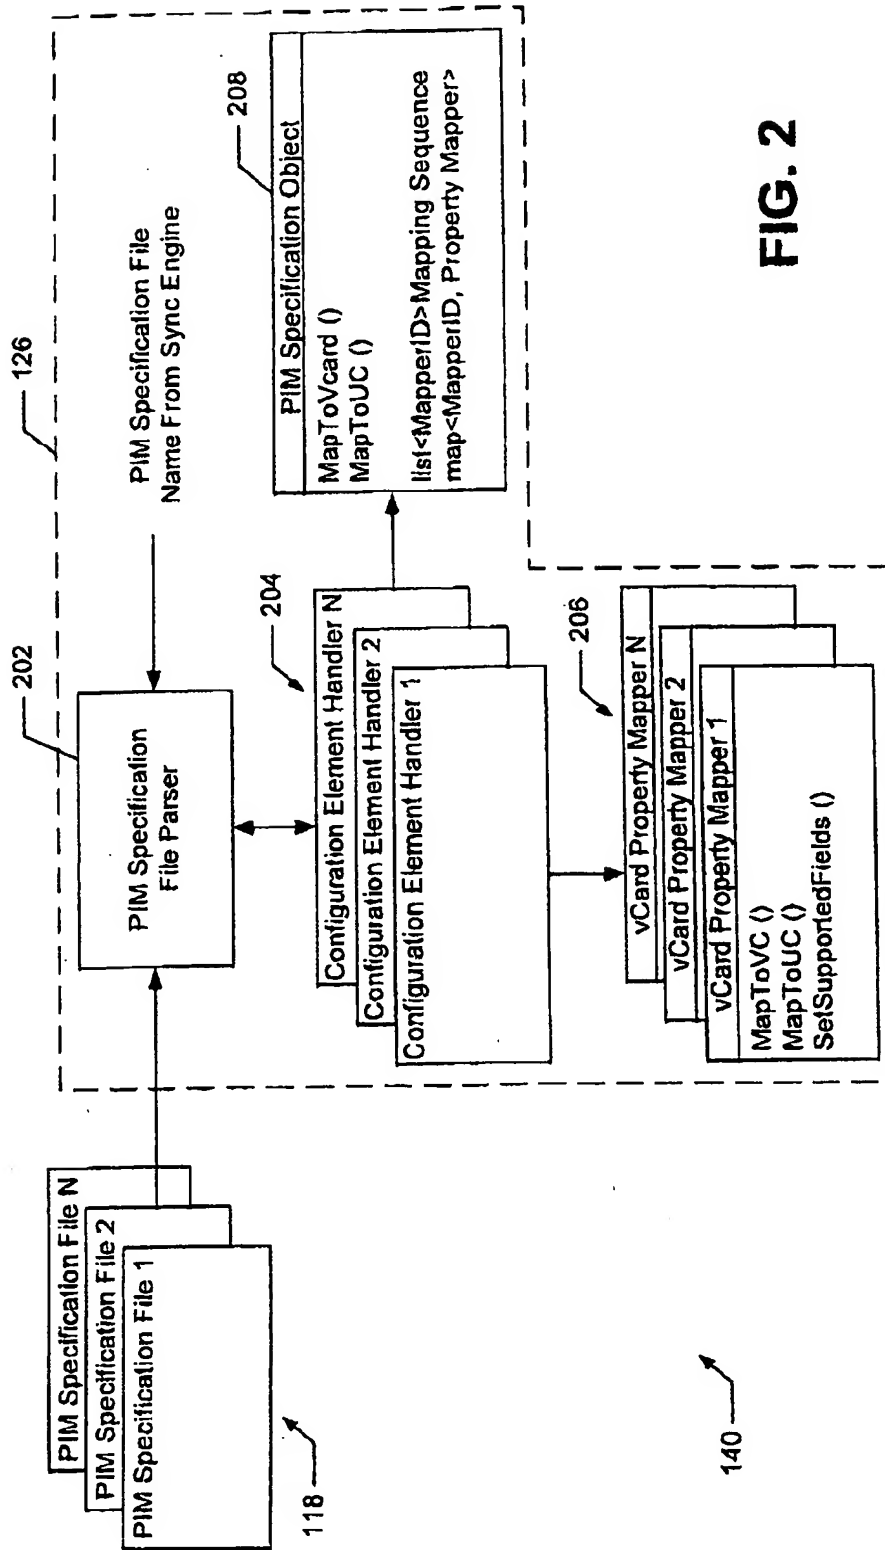 126
202
PIM Specification File
Name From Sync Engine
PIM Specification
File Parser
208
PIM Specification Object
MapToVcard ()
MapToUC ()
list<MapperID>Mapping Sequence
map<MapperID, Property Mapper>
204
Configuration Element Handler N
Configuration Element Handler 2
Configuration Element Handler 1
206
vCard Property Mapper N
vCard Property Mapper 2
vCard Property Mapper 1
MapToVC ()
MapToUC ()
SetSupportedFields ()
PIM Specification File N
PIM Specification File 2
PIM Specification File 1
118
140
FIG. 2